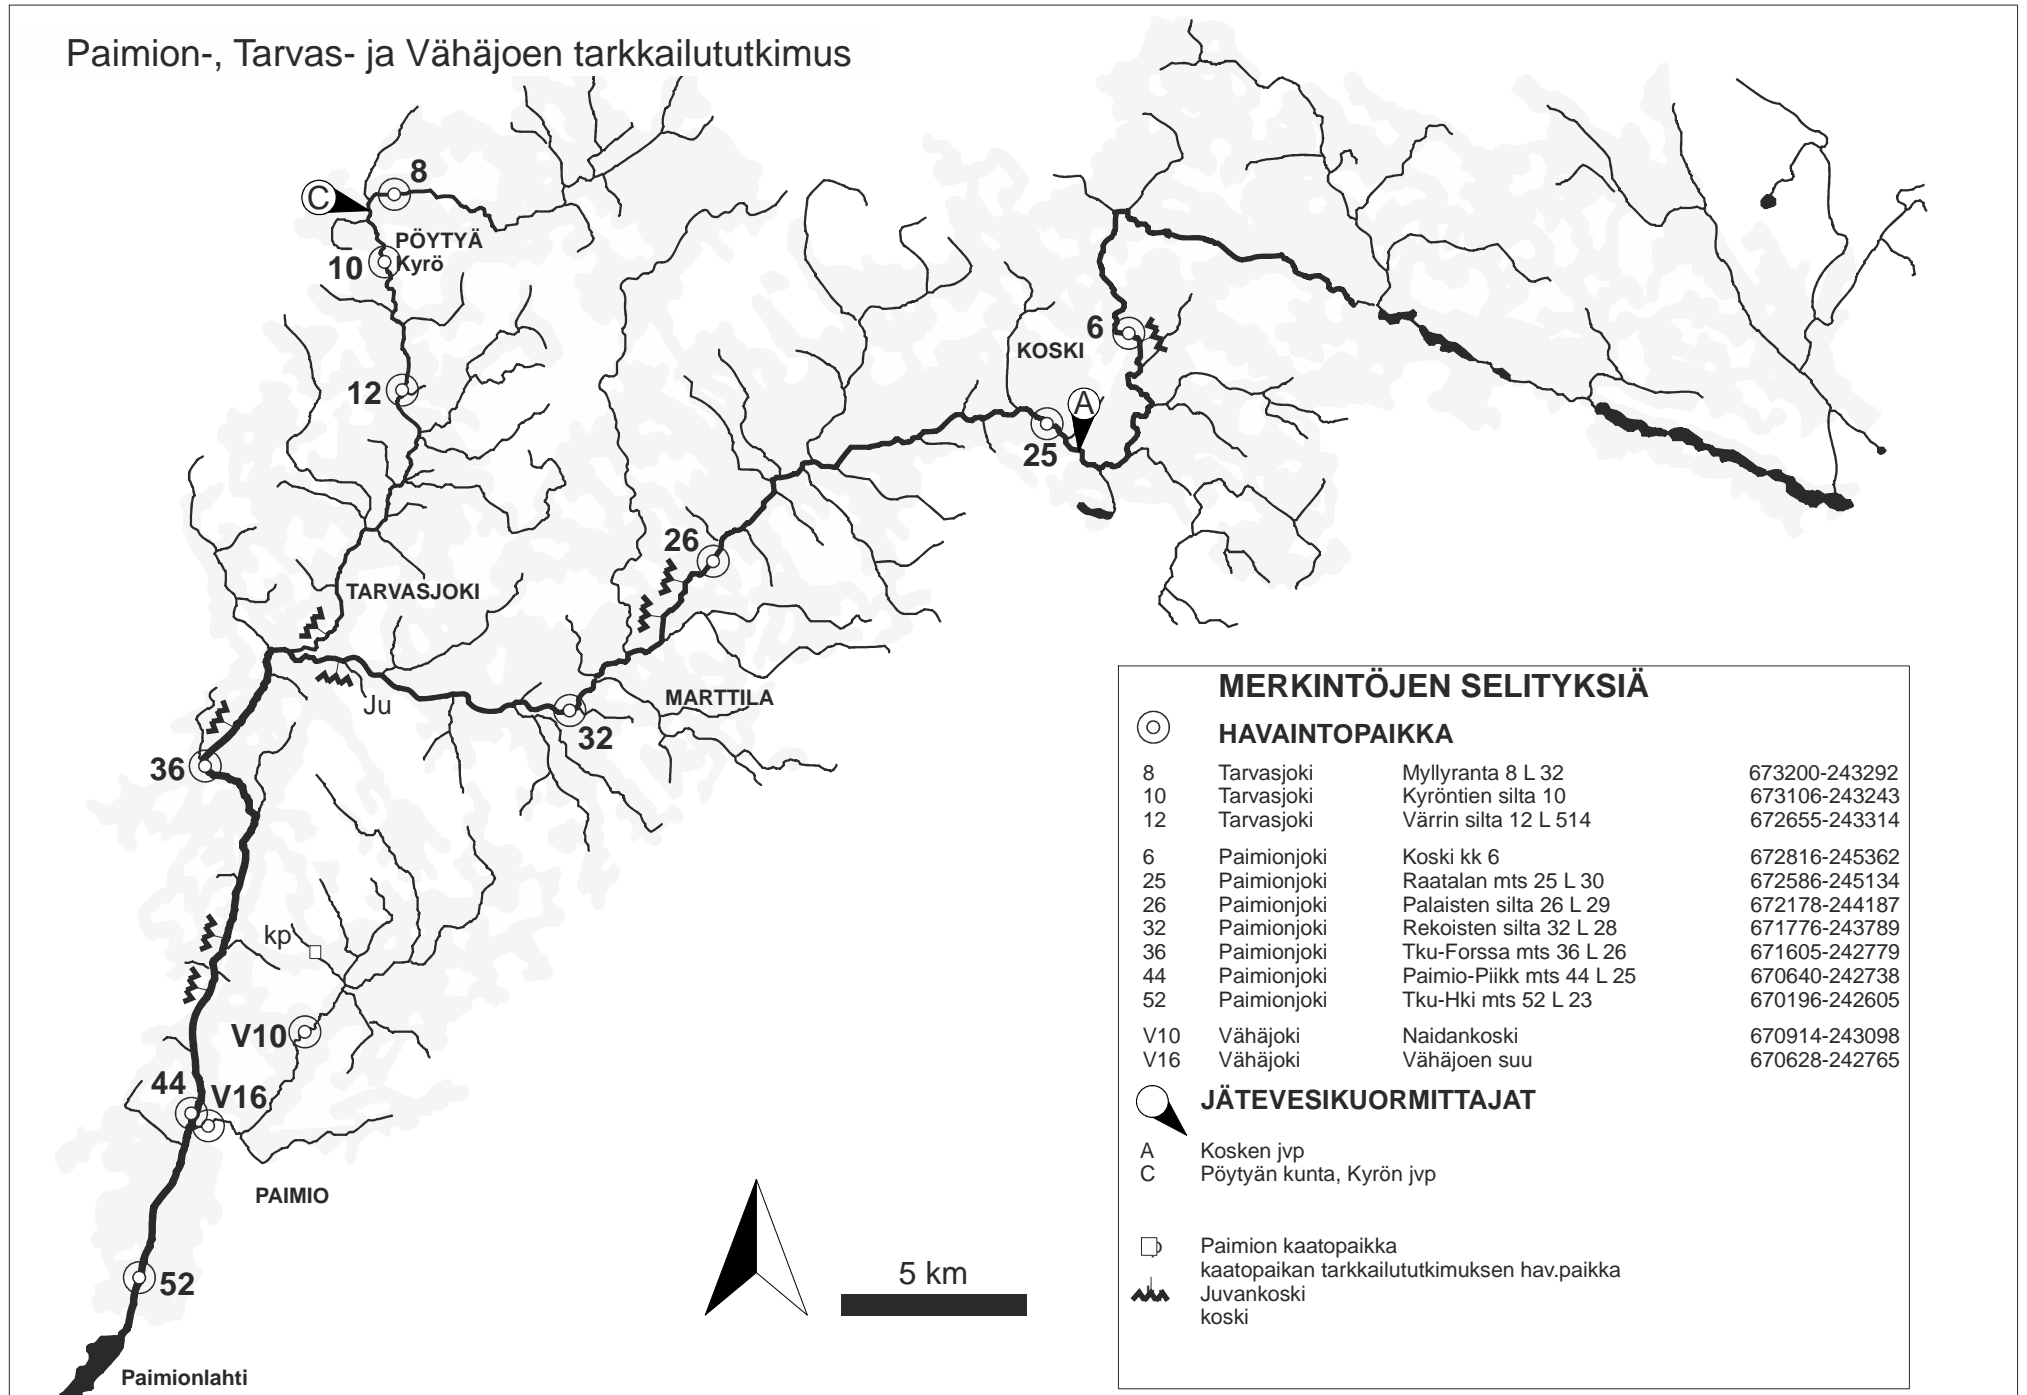 Paimion-, Tarvas- ja Vähäjoen tarkkailututkimus
8
C
PÖYTYÄ
10 Kyrö
6
KOSKI
12
A
25
26
TARVASJOKI
Ju
MARTTILA
32
36
kp
V10
44
V16
PAIMIO
52
5 km
Paimionlahti
MERKINTÖJEN SELITYKSIÄ
HAVAINTOPAIKKA
8 Tarvasjoki Myllyranta 8 L 32 673200-243292
10 Tarvasjoki Kyröntien silta 10 673106-243243
12 Tarvasjoki Värrin silta 12 L 514 672655-243314
6 Paimionjoki Koski kk 6 672816-245362
25 Paimionjoki Raatalan mts 25 L 30 672586-245134
26 Paimionjoki Palaisten silta 26 L 29 672178-244187
32 Paimionjoki Rekoisten silta 32 L 28 671776-243789
36 Paimionjoki Tku-Forssa mts 36 L 26 671605-242779
44 Paimionjoki Paimio-Piikk mts 44 L 25 670640-242738
52 Paimionjoki Tku-Hki mts 52 L 23 670196-242605
V10 Vähäjoki Naidankoski 670914-243098
V16 Vähäjoki Vähäjoen suu 670628-242765
JÄTEVESIKUORMITTAJAT
A Kosken jvp
C Pöytyän kunta, Kyrön jvp
Paimion kaatopaikka
kaatopaikan tarkkailututkimuksen hav.paikka
Juvankoski
koski